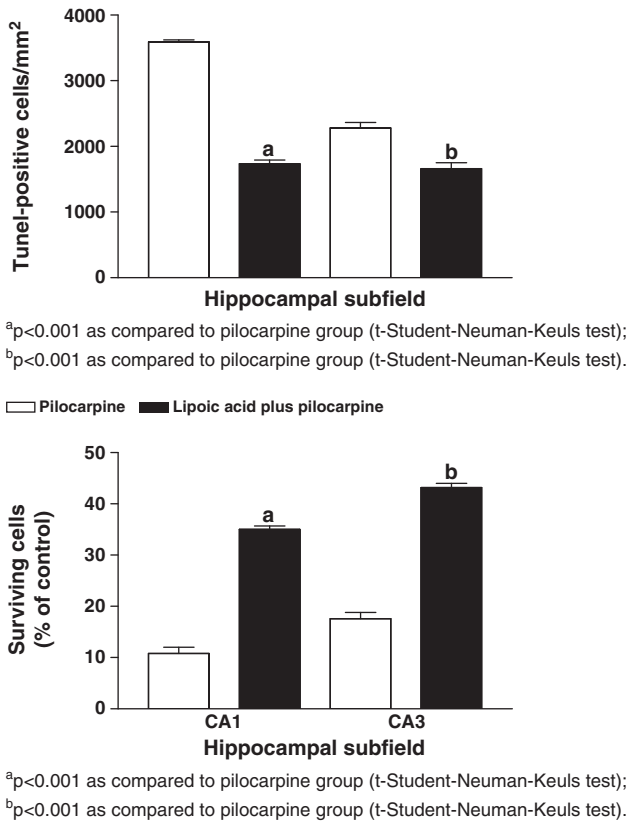 4000
3000
2000
1000
0
Tunel-positive cells/mm²
a
b
Hippocampal subfield
ᵃp<0.001 as compared to pilocarpine group (t-Student-Neuman-Keuls test);
ᵇp<0.001 as compared to pilocarpine group (t-Student-Neuman-Keuls test).
Pilocarpine Lipoic acid plus pilocarpine
50
40
30
20
10
0
Surviving cells
(% of control)
a
b
CA1 CA3
Hippocampal subfield
ᵃp<0.001 as compared to pilocarpine group (t-Student-Neuman-Keuls test);
ᵇp<0.001 as compared to pilocarpine group (t-Student-Neuman-Keuls test).